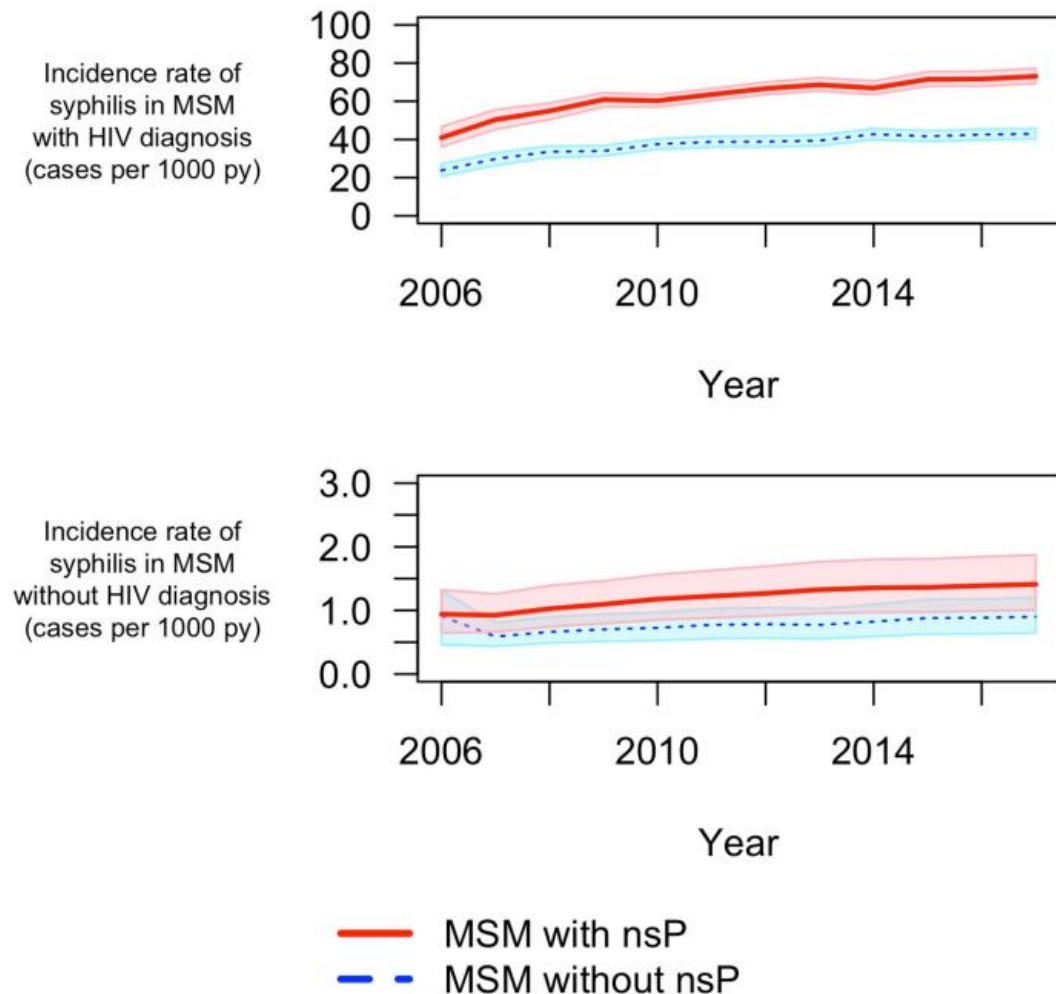 Incidence rate of
syphilis in MSM
with HIV diagnosis
(cases per 1000 py)
100
80
60
40
20
0
2006 2010 2014
Year
Incidence rate of
syphilis in MSM
without HIV diagnosis
(cases per 1000 py)
3.0
2.0
1.0
0.0
2006 2010 2014
Year
MSM with nsP
MSM without nsP